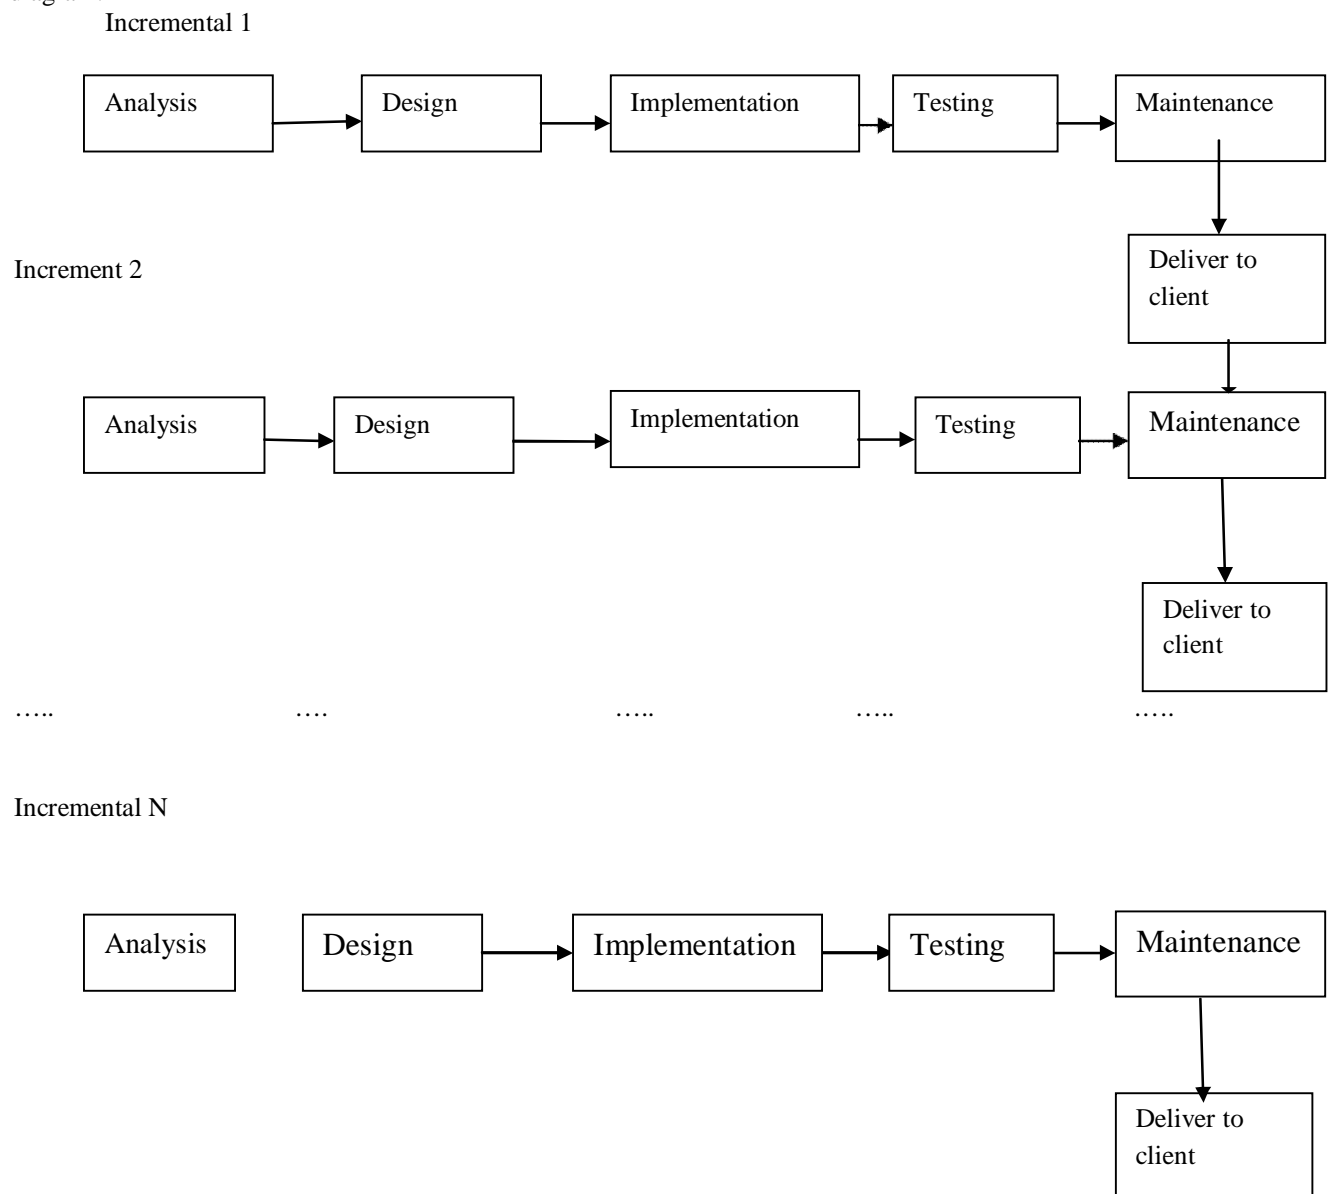 Incremental 1
Analysis
Design
Implementation
Testing
Maintenance
Increment 2
Deliver to
client
Analysis
Design
Implementation
Testing
Maintenance
Deliver to
client
…..
….
…..
…..
…..
Incremental N
Analysis
Design
Implementation
Testing
Maintenance
Deliver to
client